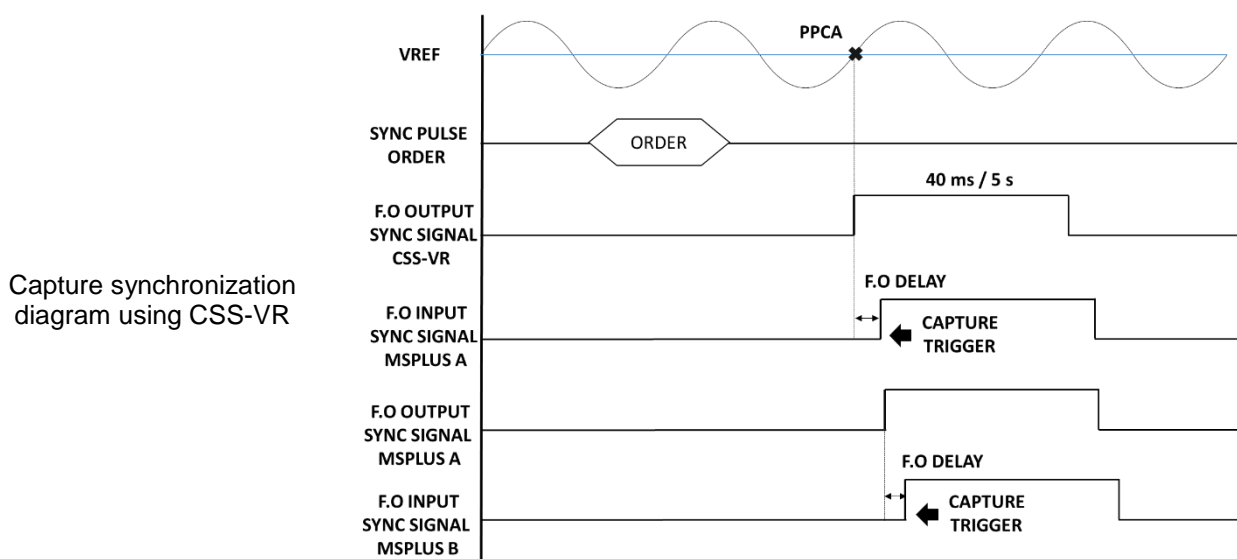 PPCA
VREF
SYNC PULSE
ORDER
ORDER
40 ms / 5 s
F.O OUTPUT
SYNC SIGNAL
CSS-VR
Capture synchronization
diagram using CSS-VR
F.O DELAY
F.O INPUT
SYNC SIGNAL
MSPLUS A
CAPTURE
TRIGGER
F.O OUTPUT
SYNC SIGNAL
MSPLUS A
F.O DELAY
F.O INPUT
SYNC SIGNAL
MSPLUS B
CAPTURE
TRIGGER